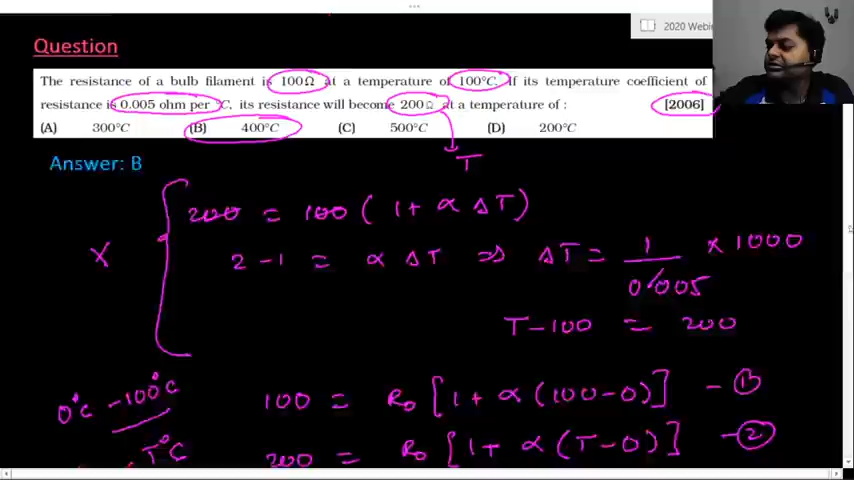 2020 Webin
Question
The resistance of a bulb filament is 100Ω at a temperature of 100°C. If its temperature coefficient of
resistance is 0.005 ohm per °C, its resistance will become 200Ω at a temperature of : [2006]
(A) 300°C (B) 400°C (C) 500°C (D) 200°C
T
Answer: B
200 = 100 ( 1 + α ΔT )
X 2 - 1 = α ΔT ⇒ ΔT = 1 / 0.005 × 1000
T - 100 = 200
0°C - 100°C 100 = R₀ [ 1 + α (100 - 0) ] - ①
T°C 200 = R₀ [ 1 + α (T - 0) ] - ②